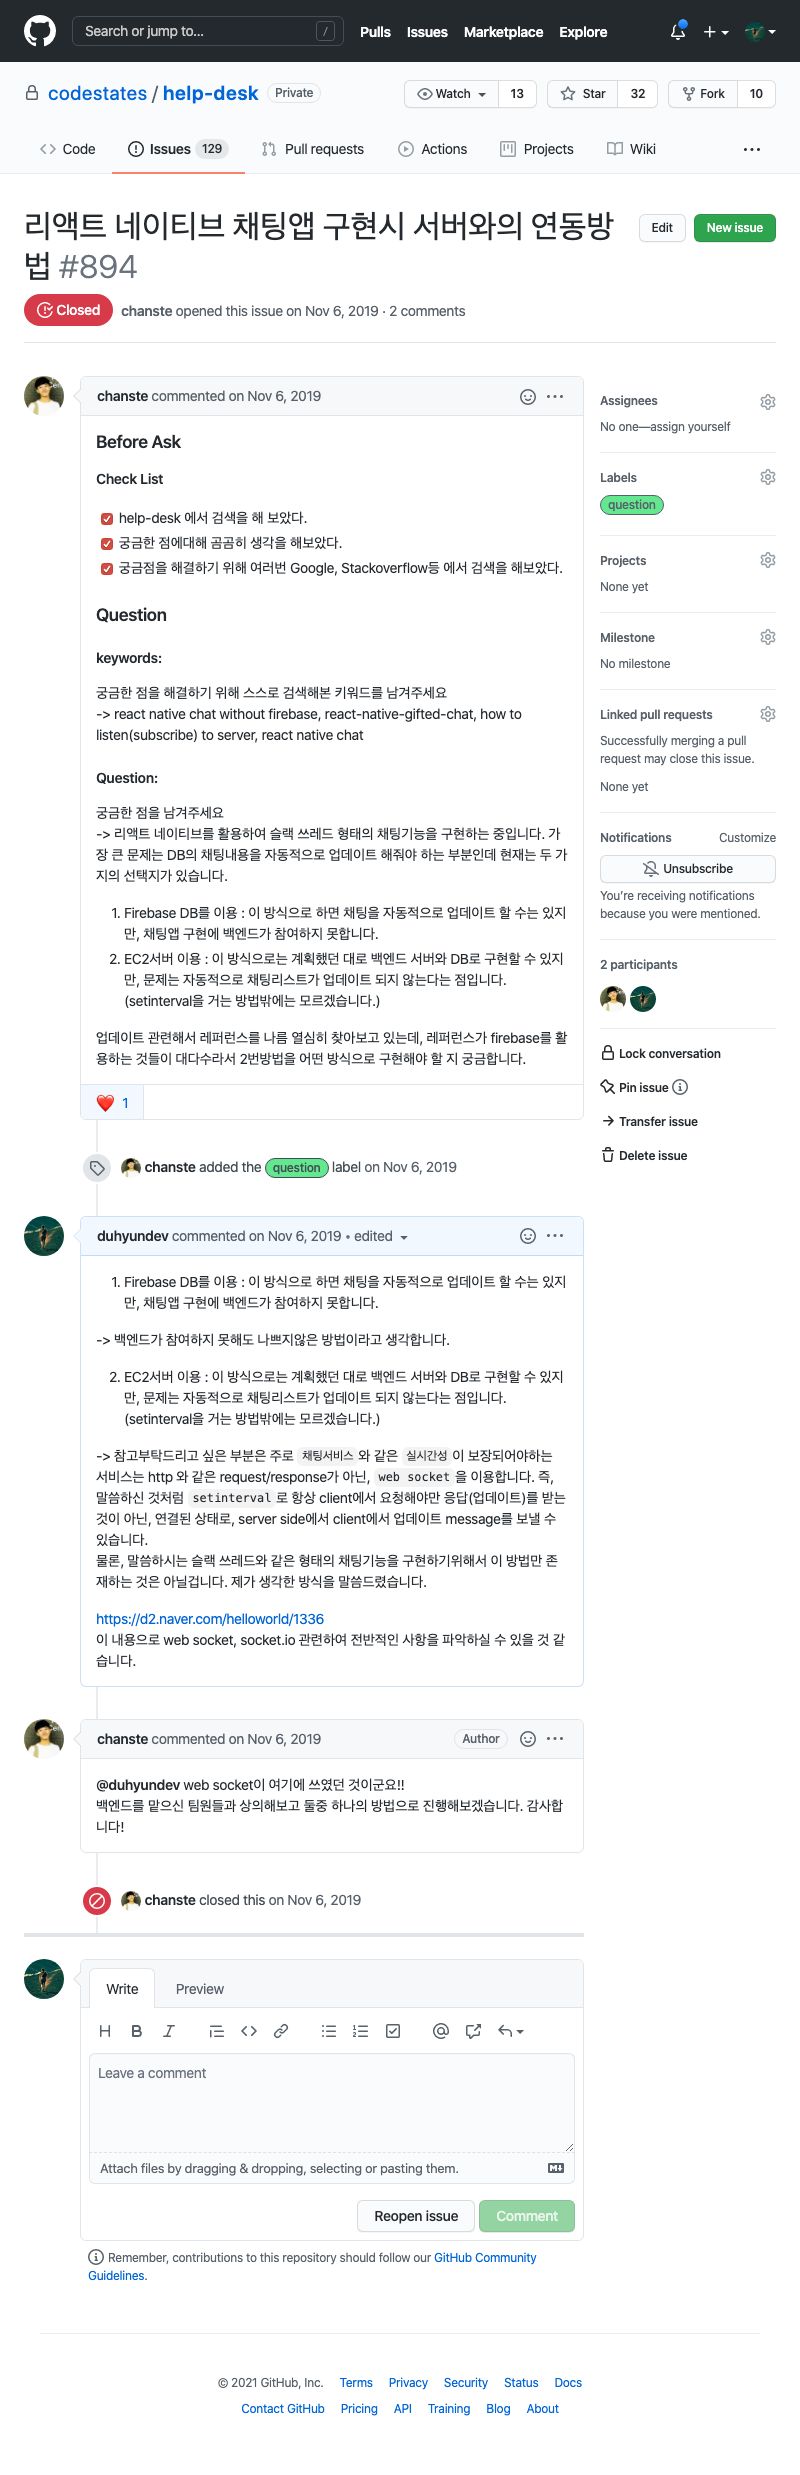 Search or jump to... /
Pulls Issues Marketplace Explore
codestates / help-desk Private
Watch 13 Star 32 Fork 10
Code Issues 129 Pull requests Actions Projects Wiki
리액트 네이티브 채팅앱 구현시 서버와의 연동방
법 #894
Edit New issue
Closed chanste opened this issue on Nov 6, 2019 · 2 comments
chanste commented on Nov 6, 2019
Before Ask
Check List
help-desk 에서 검색을 해 보았다.
궁금한 점에대해 곰곰히 생각을 해보았다.
궁금점을 해결하기 위해 여러번 Google, Stackoverflow등 에서 검색을 해보았다.
Question
keywords:
궁금한 점을 해결하기 위해 스스로 검색해본 키워드를 남겨주세요
-> react native chat without firebase, react-native-gifted-chat, how to
listen(subscribe) to server, react native chat
Question:
궁금한 점을 남겨주세요
-> 리액트 네이티브를 활용하여 슬랙 쓰레드 형태의 채팅기능을 구현하는 중입니다. 가
장 큰 문제는 DB의 채팅내용을 자동적으로 업데이트 해줘야 하는 부분인데 현재는 두 가
지의 선택지가 있습니다.
1. Firebase DB를 이용 : 이 방식으로 하면 채팅을 자동적으로 업데이트 할 수는 있지
만, 채팅앱 구현에 백엔드가 참여하지 못합니다.
2. EC2서버 이용 : 이 방식으로는 계획했던 대로 백엔드 서버와 DB로 구현할 수 있지
만, 문제는 자동적으로 채팅리스트가 업데이트 되지 않는다는 점입니다.
(setinterval을 거는 방법밖에는 모르겠습니다.)
업데이트 관련해서 레퍼런스를 나름 열심히 찾아보고 있는데, 레퍼런스가 firebase를 활
용하는 것들이 대다수라서 2번방법을 어떤 방식으로 구현해야 할 지 궁금합니다.
❤️ 1
chanste added the question label on Nov 6, 2019
duhyundev commented on Nov 6, 2019 • edited
1. Firebase DB를 이용 : 이 방식으로 하면 채팅을 자동적으로 업데이트 할 수는 있지
만, 채팅앱 구현에 백엔드가 참여하지 못합니다.
-> 백엔드가 참여하지 못해도 나쁘지않은 방법이라고 생각합니다.
2. EC2서버 이용 : 이 방식으로는 계획했던 대로 백엔드 서버와 DB로 구현할 수 있지
만, 문제는 자동적으로 채팅리스트가 업데이트 되지 않는다는 점입니다.
(setinterval을 거는 방법밖에는 모르겠습니다.)
-> 참고부탁드리고 싶은 부분은 주로 채팅서비스 와 같은 실시간성 이 보장되어야하는
서비스는 http 와 같은 request/response가 아닌, web socket 을 이용합니다. 즉,
말씀하신 것처럼 setinterval 로 항상 client에서 요청해야만 응답(업데이트)를 받는
것이 아닌, 연결된 상태로, server side에서 client에서 업데이트 message를 보낼 수
있습니다.
물론, 말씀하시는 슬랙 쓰레드와 같은 형태의 채팅기능을 구현하기위해서 이 방법만 존
재하는 것은 아닐겁니다. 제가 생각한 방식을 말씀드렸습니다.
https://d2.naver.com/helloworld/1336
이 내용으로 web socket, socket.io 관련하여 전반적인 사항을 파악하실 수 있을 것 같
습니다.
chanste commented on Nov 6, 2019 Author
@duhyundev web socket이 여기에 쓰였던 것이군요!!
백엔드를 맡으신 팀원들과 상의해보고 둘중 하나의 방법으로 진행해보겠습니다. 감사합
니다!
chanste closed this on Nov 6, 2019
Write Preview
Leave a comment
Attach files by dragging & dropping, selecting or pasting them.
Reopen issue Comment
Remember, contributions to this repository should follow our GitHub Community
Guidelines.
Assignees
No one—assign yourself
Labels
question
Projects
None yet
Milestone
No milestone
Linked pull requests
Successfully merging a pull
request may close this issue.
None yet
Notifications Customize
Unsubscribe
You're receiving notifications
because you were mentioned.
2 participants
Lock conversation
Pin issue
Transfer issue
Delete issue
© 2021 GitHub, Inc. Terms Privacy Security Status Docs
Contact GitHub Pricing API Training Blog About